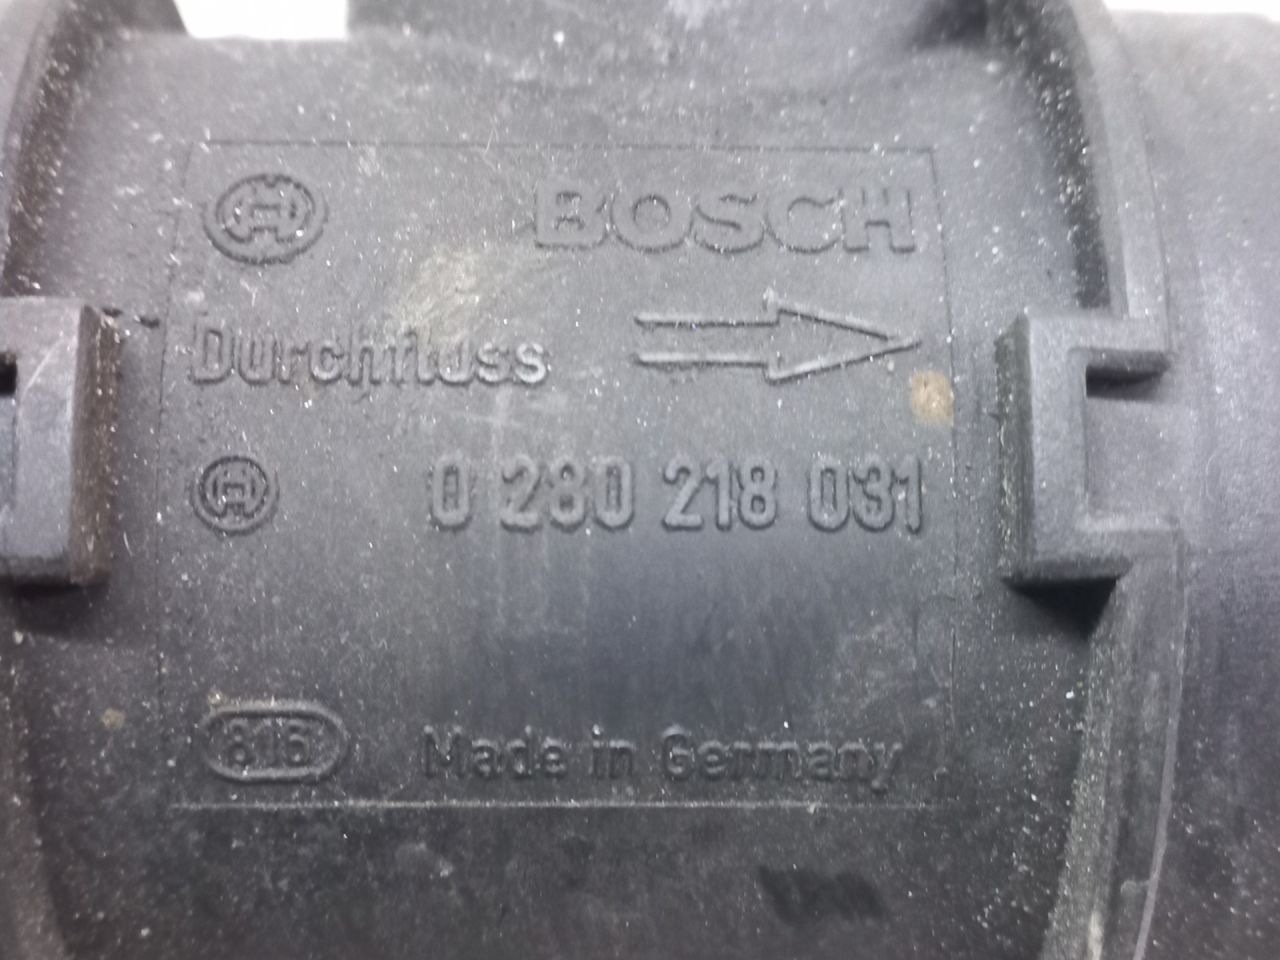 BOSCH
Durchfluss
0 280 218 031
816
Made in Germany